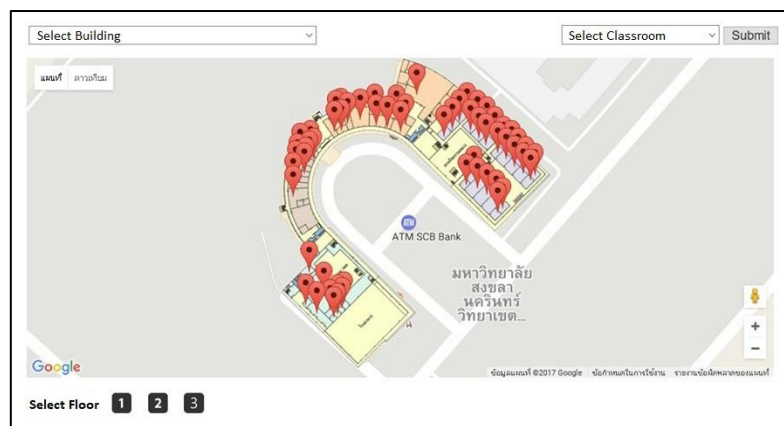 Select Building
Select Classroom
Submit
แผนที่
ดาวเทียม
ATM
ATM SCB Bank
มหาวิทยาลัย
สงขลา
นครินทร์
วิทยาเขต...
Google
ข้อมูลแผนที่ ©2017 Google
ข้อกำหนดในการใช้งาน
รายงานข้อผิดพลาดของแผนที่
Select Floor
1
2
3